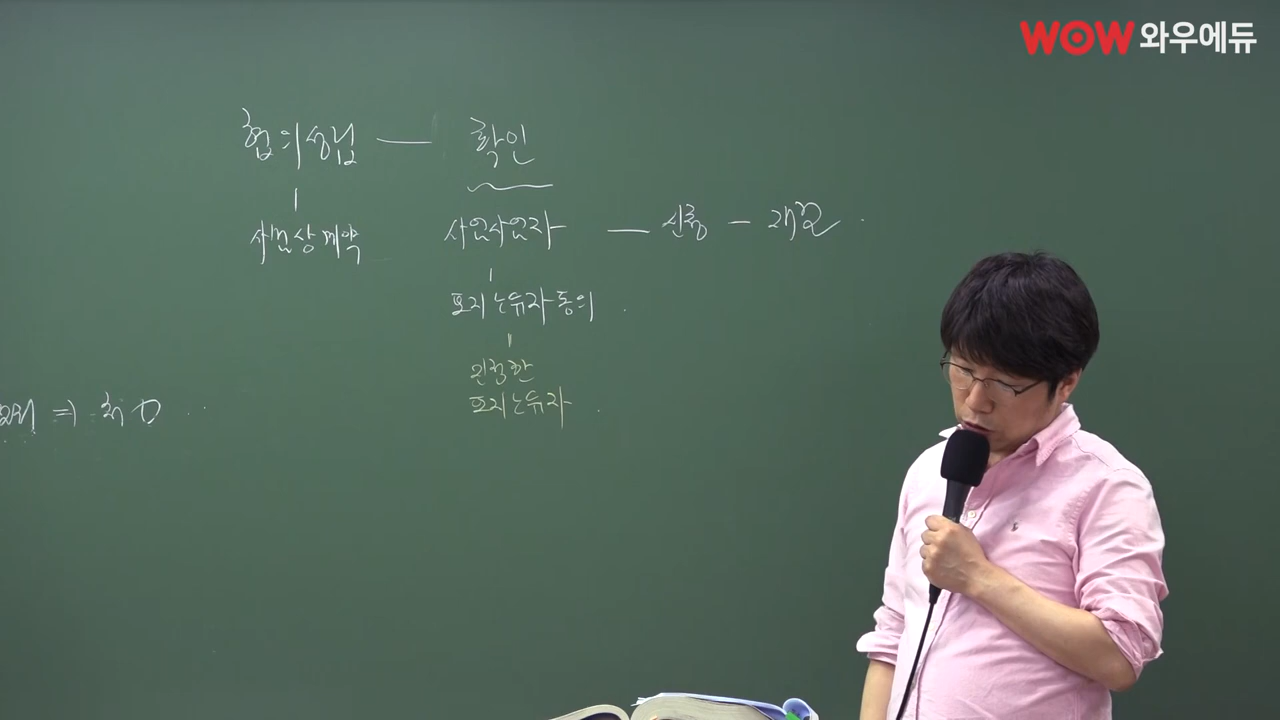 WOW 와우에듀
협의성립 — 확인
사법상 계약
사업시행자 — 신청 — 재결
토지소유자 동의
진정한
토지소유자
⇒ 취O